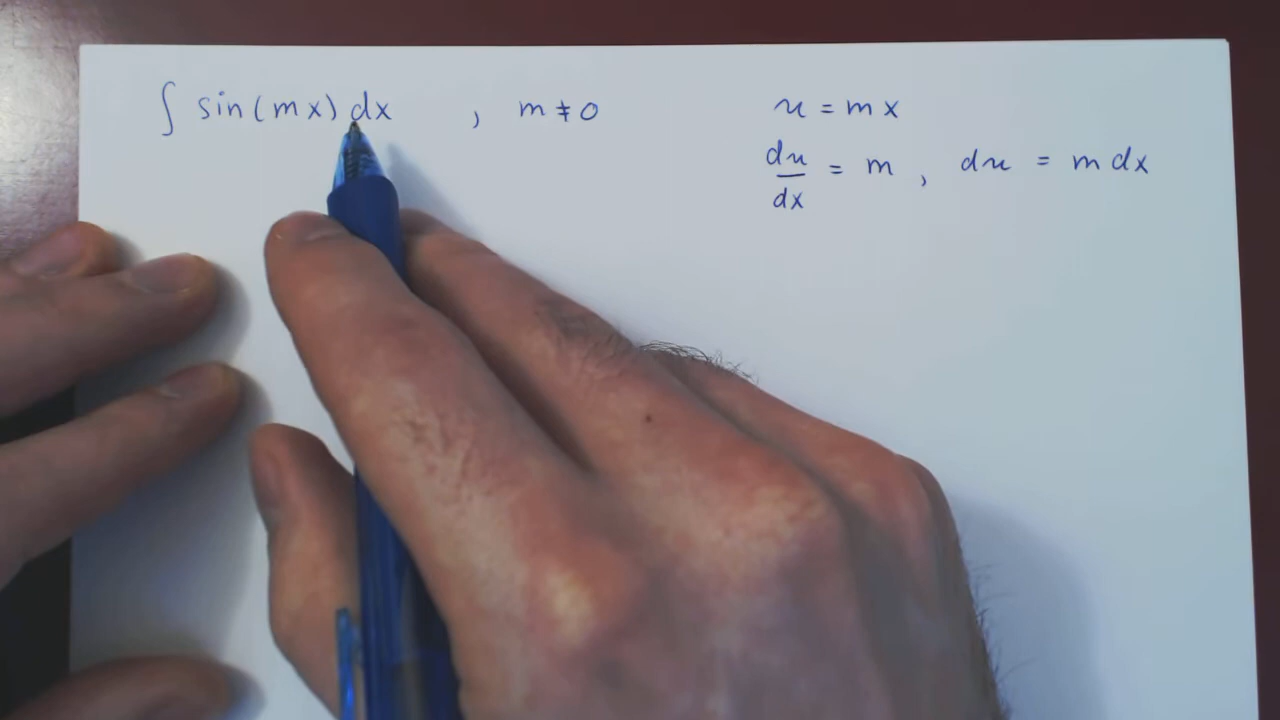 ∫ sin(mx) dx , m ≠ 0
u = mx
du/dx = m , du = m dx